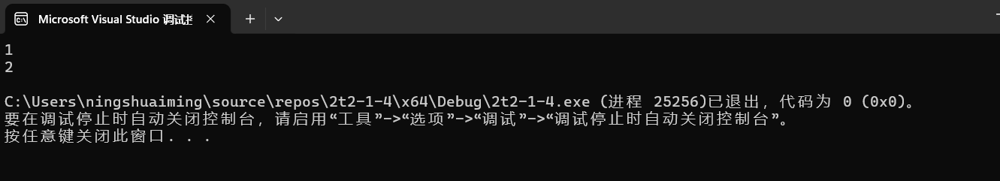 Microsoft Visual Studio 调试控
1
2
C:\Users\ningshuaiming\source\repos\2t2-1-4\x64\Debug\2t2-1-4.exe (进程 25256)已退出，代码为 0 (0x0)。
要在调试停止时自动关闭控制台，请启用“工具”->“选项”->“调试”->“调试停止时自动关闭控制台”。
按任意键关闭此窗口. . .